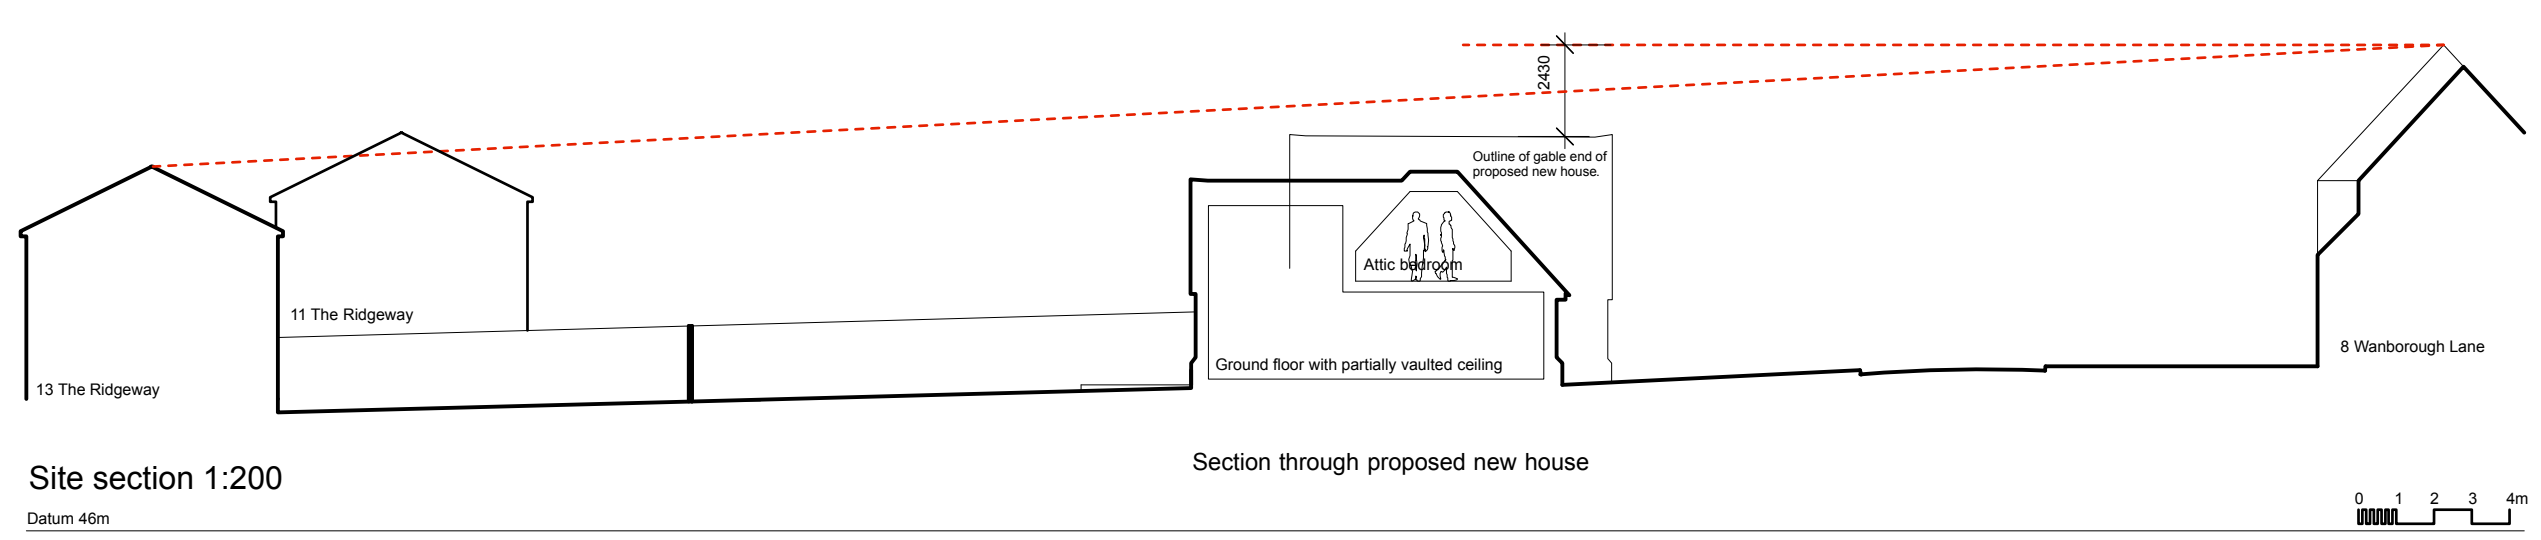 2430
Outline of gable end of
proposed new house.
Attic bedroom
11 The Ridgeway
Ground floor with partially vaulted ceiling
8 Wanborough Lane
13 The Ridgeway
Section through proposed new house
Site section 1:200
0 1 2 3 4m
Datum 46m